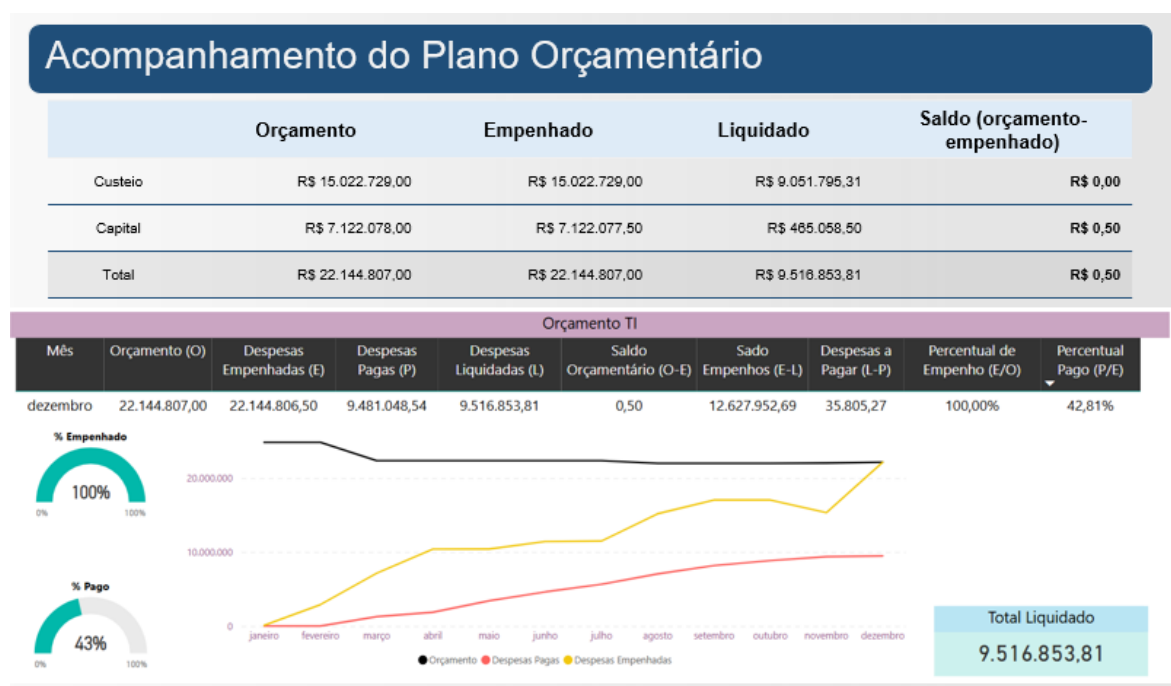 Acompanhamento do Plano Orçamentário
Orçamento Empenhado Liquidado Saldo (orçamento-
empenhado)
Custeio R$ 15.022.729,00 R$ 15.022.729,00 R$ 9.051.795,31 R$ 0,00
Capital R$ 7.122.078,00 R$ 7.122.077,50 R$ 465.058,50 R$ 0,50
Total R$ 22.144.807,00 R$ 22.144.807,00 R$ 9.516.853,81 R$ 0,50
Orçamento TI
Mês Orçamento (O) Despesas Despesas Despesas Saldo Sado Despesas a Percentual de Percentual
Empenhadas (E) Pagas (P) Liquidadas (L) Orçamentário (O-E) Empenhos (E-L) Pagar (L-P) Empenho (E/O) Pago (P/E)
dezembro 22.144.807,00 22.144.806,50 9.481.048,54 9.516.853,81 0,50 12.627.952,69 35.805,27 100,00% 42,81%
% Empenhado
100%
0% 100%
% Pago
43%
0% 100%
20.000.000
10.000.000
0
janeiro fevereiro março abril maio junho julho agosto setembro outubro novembro dezembro
Orçamento Despesas Pagas Despesas Empenhadas
Total Liquidado
9.516.853,81